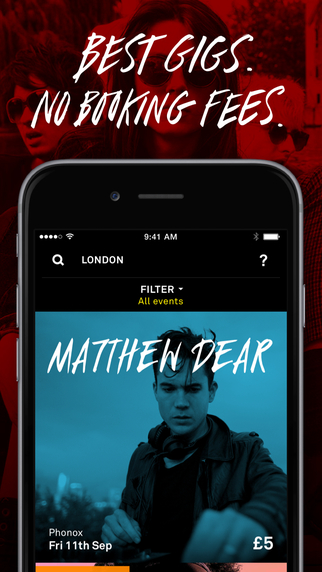 BEST GIGS.
NO BOOKING FEES.
9:41 AM
LONDON
?
FILTER
All events
MATTHEW DEAR
Phonox
Fri 11th Sep
£5